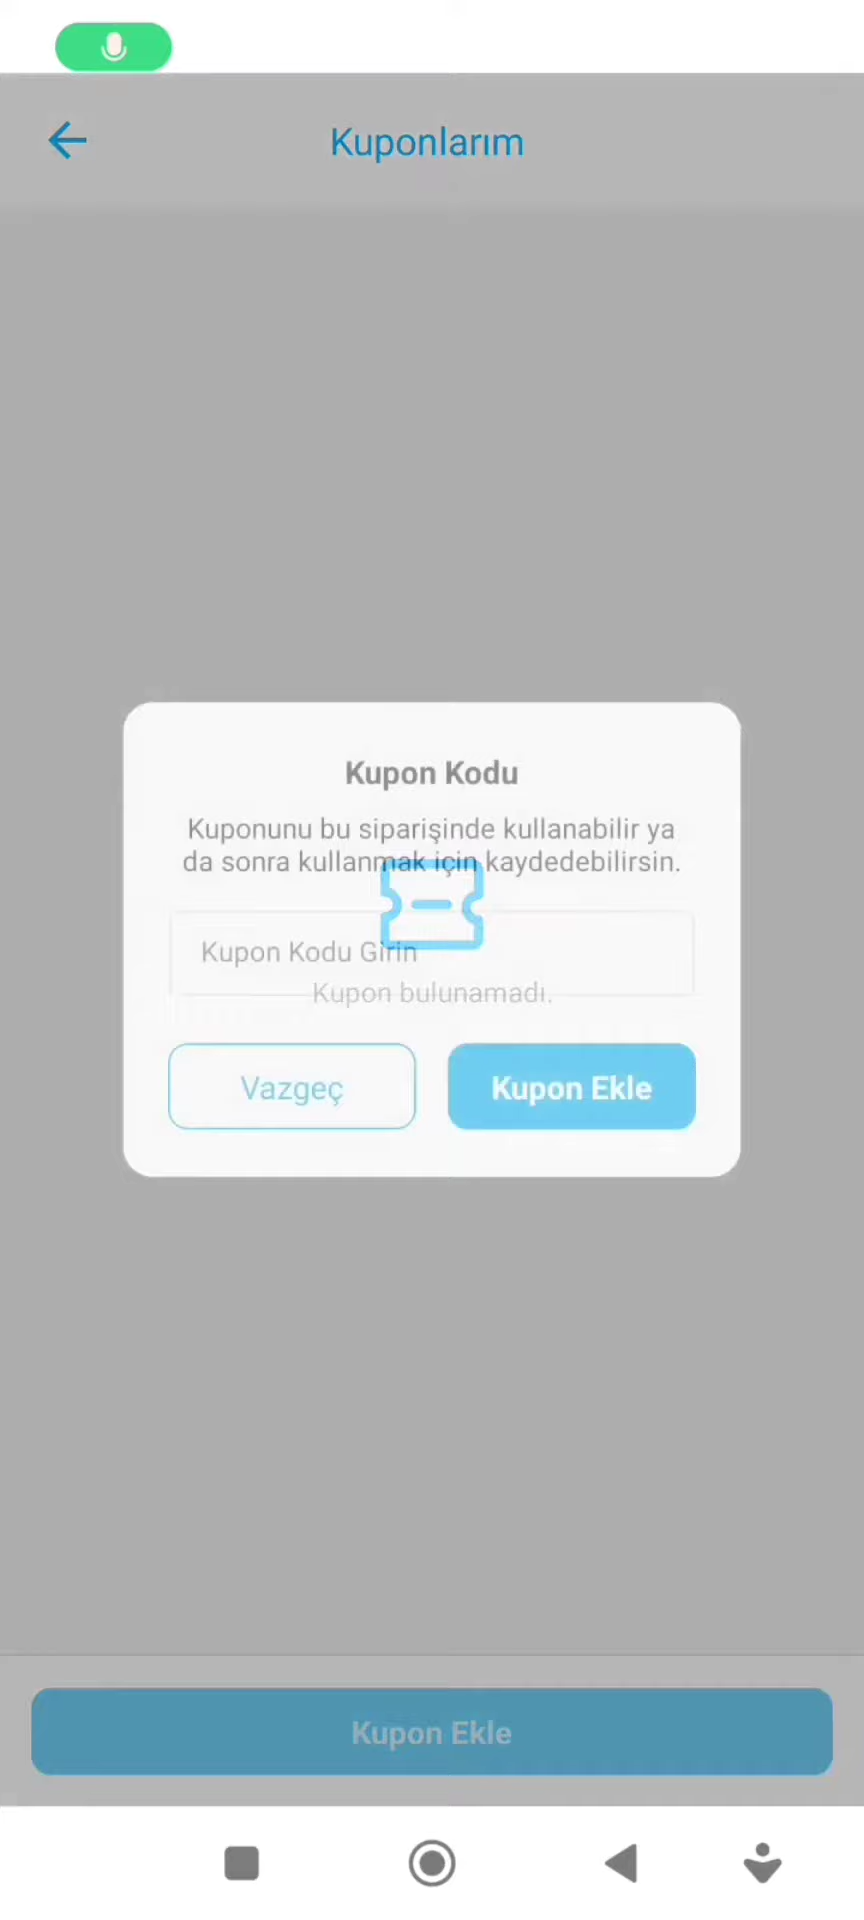 Kuponlarım
Kupon Kodu
Kuponunu bu siparişinde kullanabilir ya
da sonra kullanmak için kaydedebilirsin.
Kupon Kodu Girin
Kupon bulunamadı.
Vazgeç
Kupon Ekle
Kupon Ekle